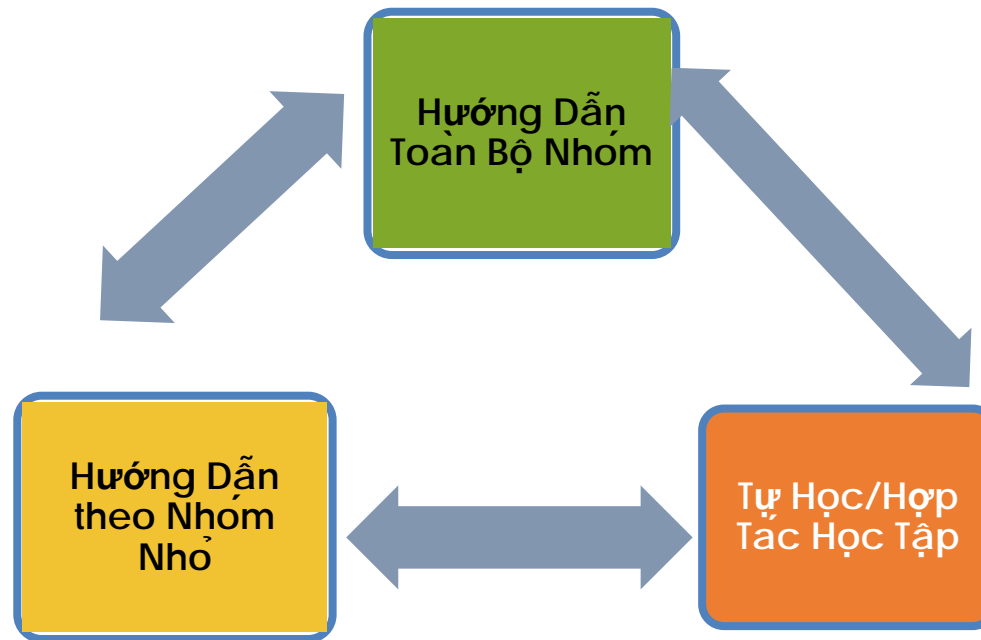 Hướng Dẫn
Toàn Bộ Nhóm
Hướng Dẫn
theo Nhóm
Nhỏ
Tự Học/Hợp
Tác Học Tập